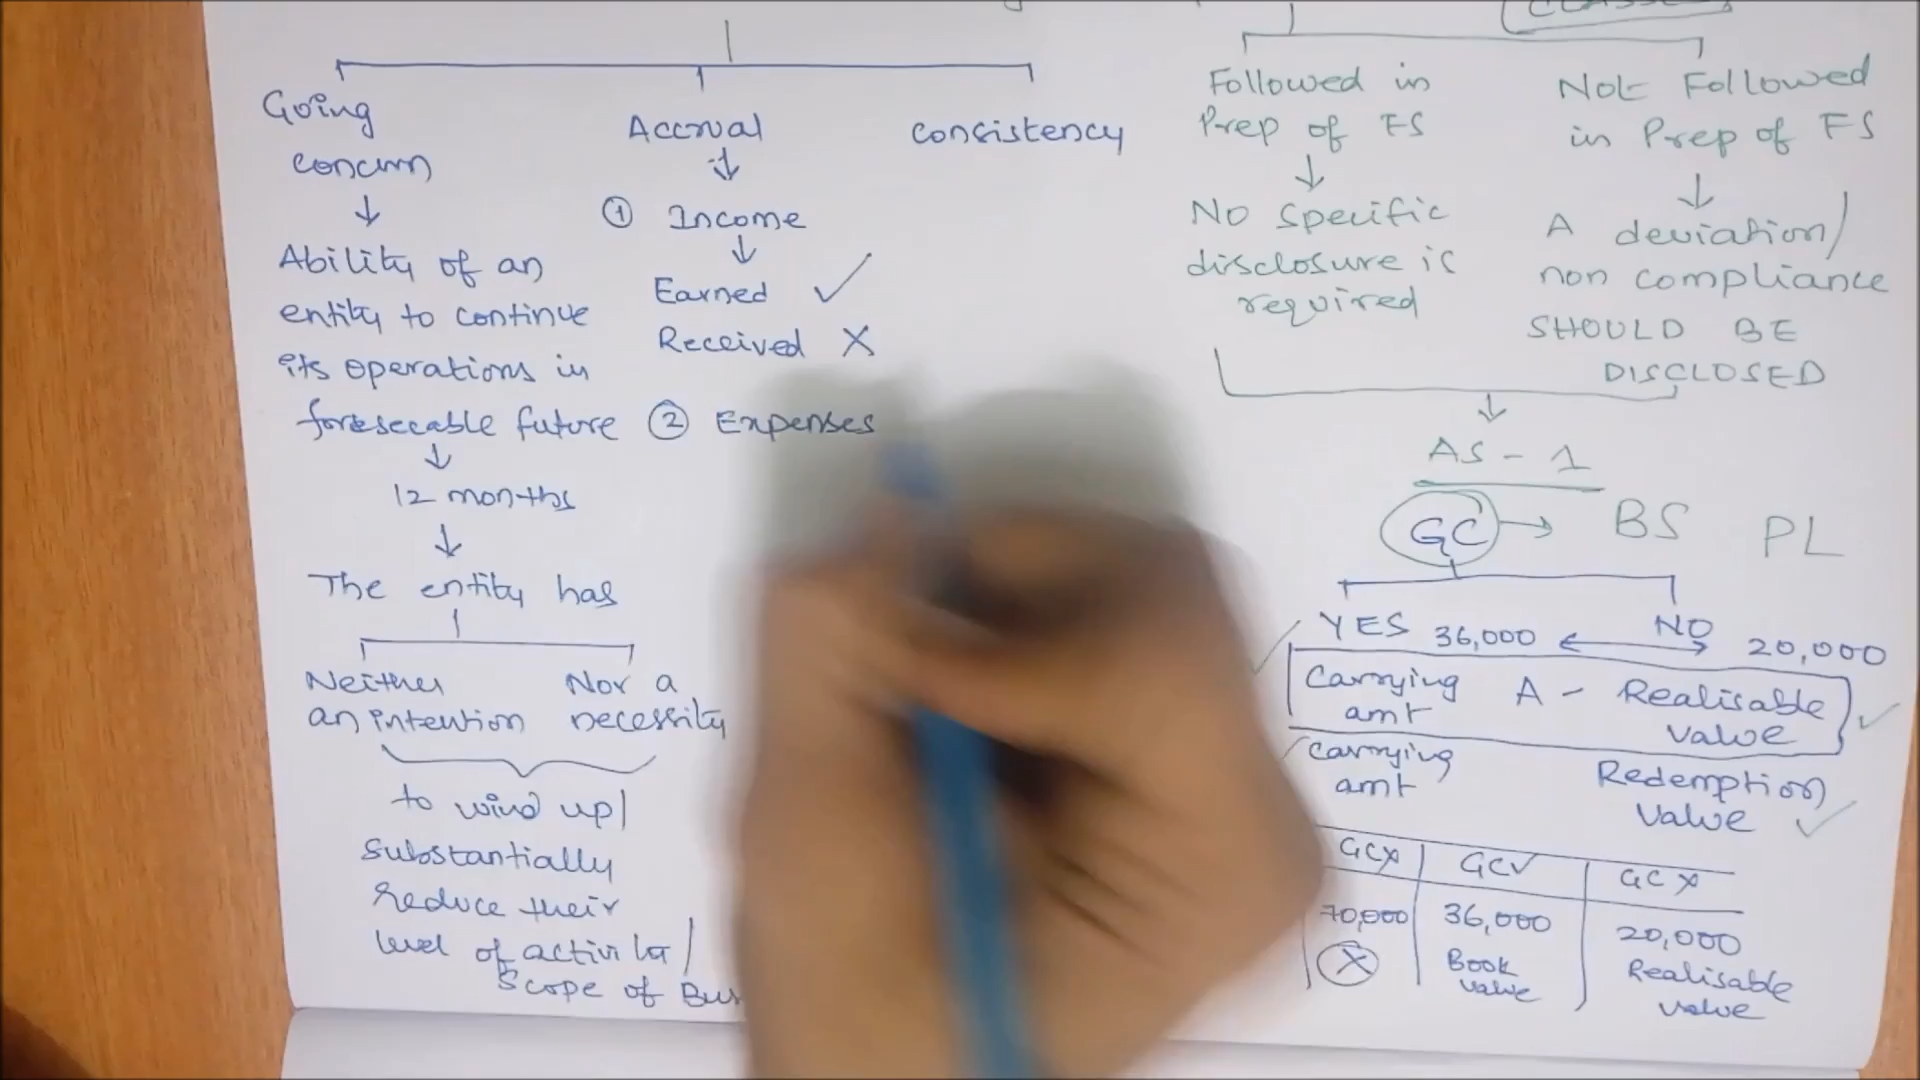 Going
concern
Ability of an
entity to continue
its operations in
foreseeable future
12 months
The entity has
Neither
an intention
Nor a
necessity
to wind up/
Substantially
reduce their
level of activiter/
Scope of Bus
Accrual
① Income
Earned ✓
Received X
② Expenses
consistency
Followed in
Prep of FS
No specific
disclosure is
required
Not Followed
in Prep of FS
A deviation/
non compliance
SHOULD BE
DISCLOSED
AS - 1
GC → BS PL
YES 36,000 ↔ NO 20,000
Carrying
amt
A - Realisable
value
Carrying
amt
Redemption
Value
GCX GC✓ GCX
70,000 36,000 20,000
X
Book
value
Realisable
value